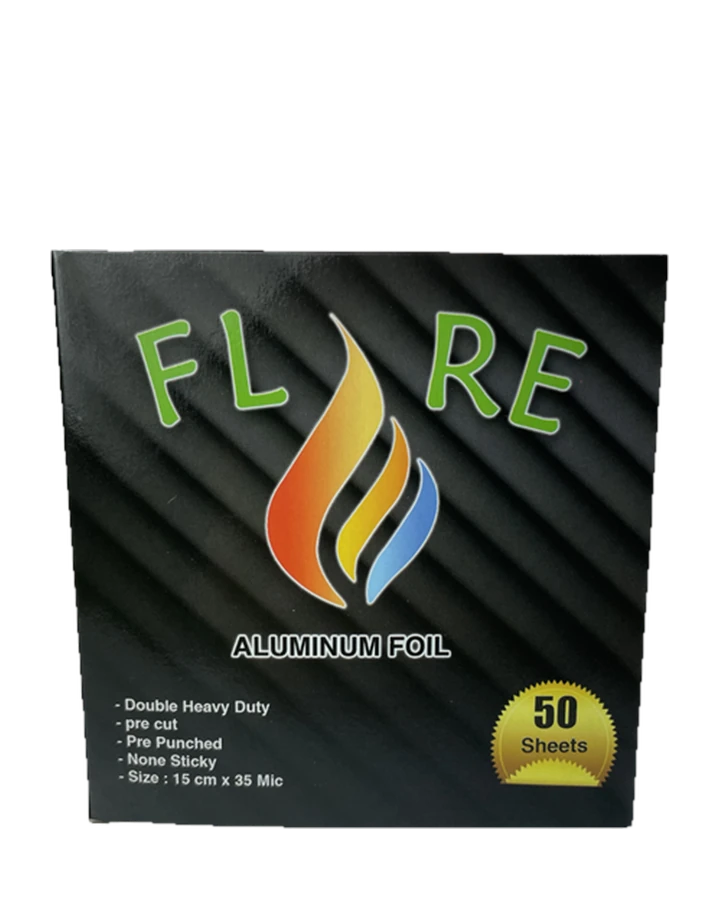 FL RE
ALUMINUM FOIL
- Double Heavy Duty
- pre cut
- Pre Punched
- None Sticky
- Size : 15 cm x 35 Mic
50
Sheets